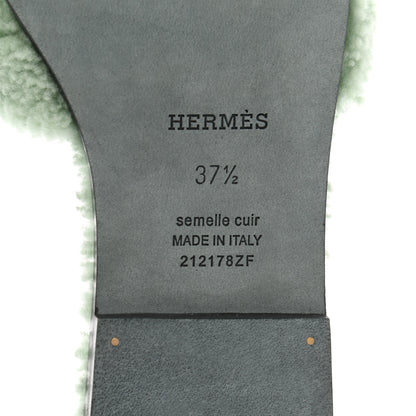 HERMÈS
37½
semelle cuir
MADE IN ITALY
212178ZF